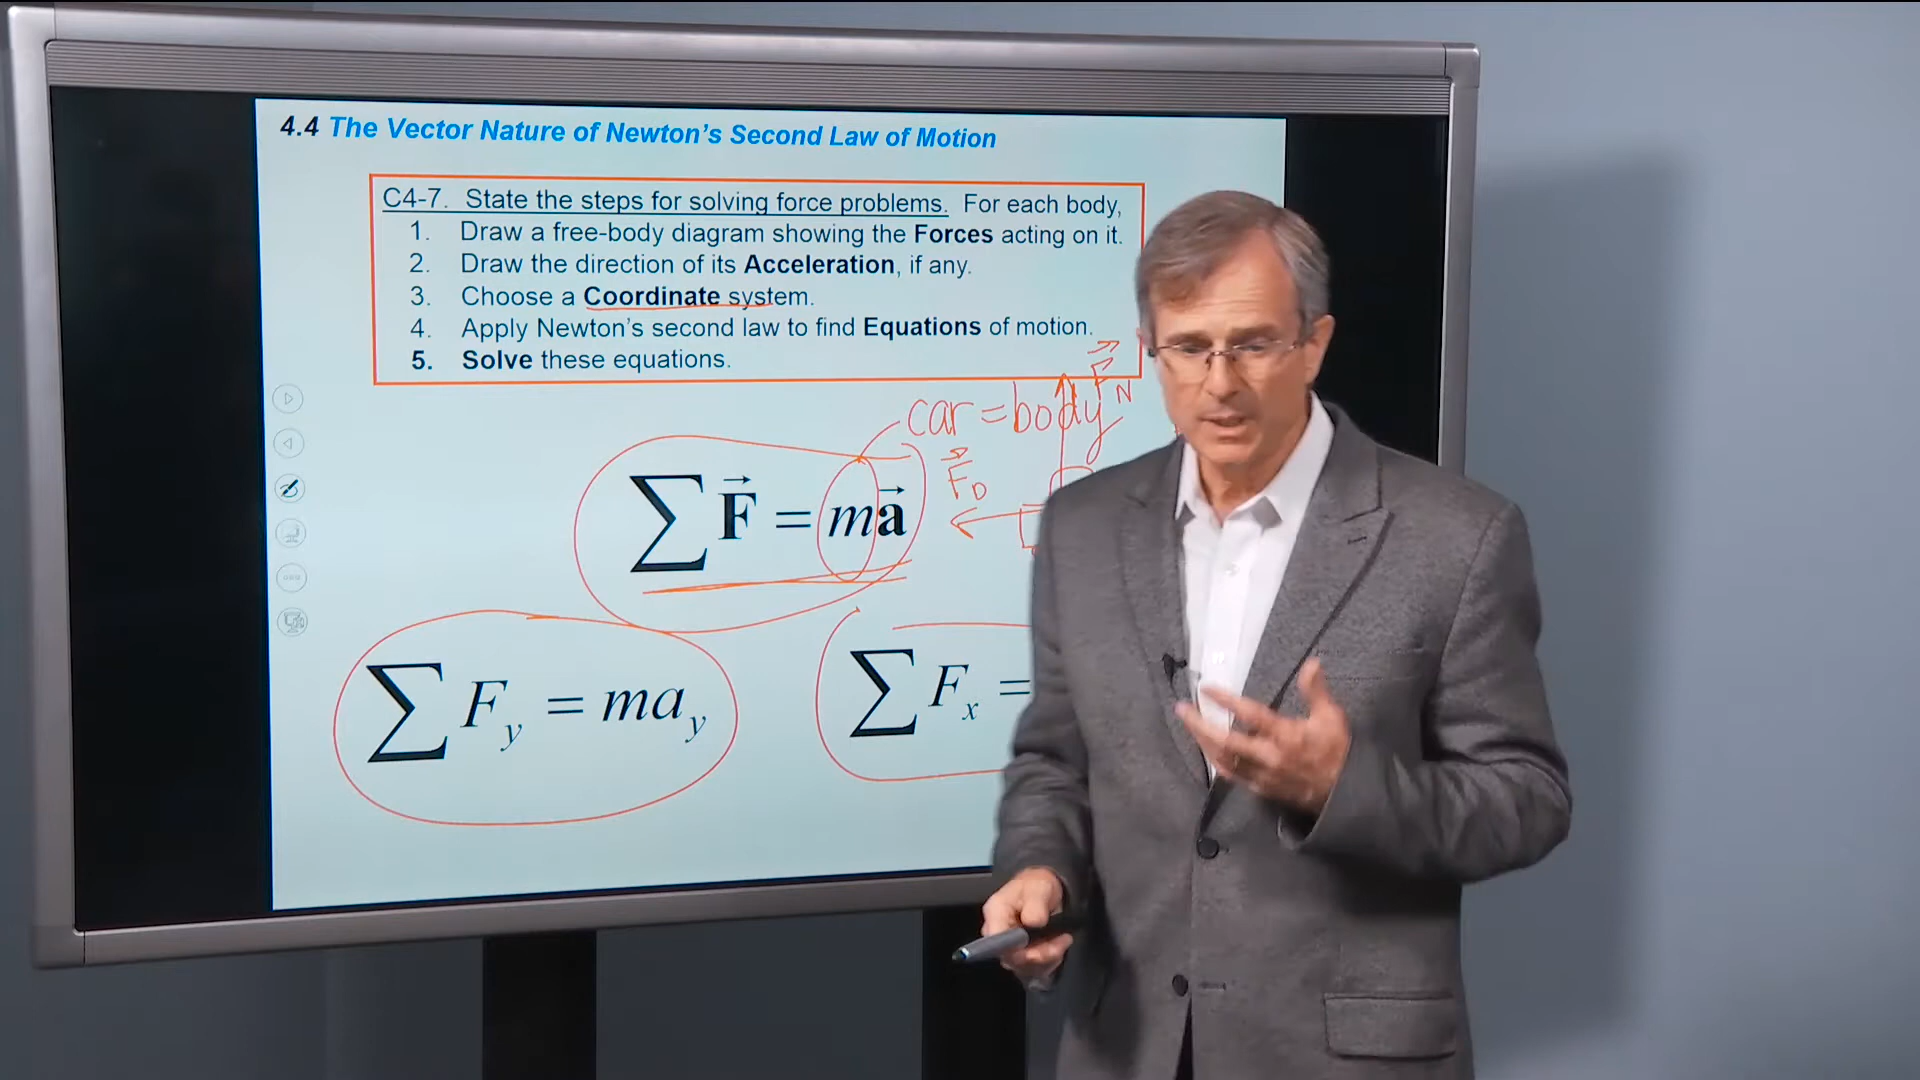 4.4 The Vector Nature of Newton's Second Law of Motion
C4-7. State the steps for solving force problems. For each body,
1. Draw a free-body diagram showing the Forces acting on it.
2. Draw the direction of its Acceleration, if any.
3. Choose a Coordinate system.
4. Apply Newton's second law to find Equations of motion.
5. Solve these equations.
car = body
F⃗_N
F⃗_D
∑ F⃗ = ma⃗
∑ F_y = ma_y
∑ F_x =